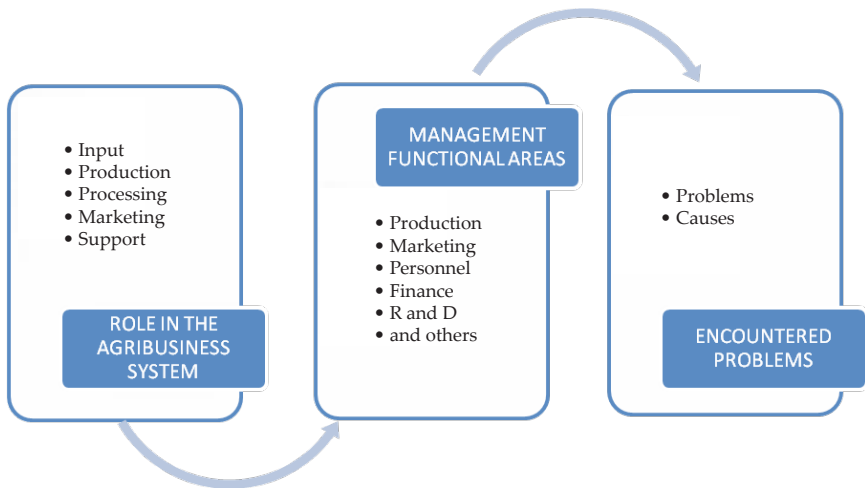 • Input
• Production
• Processing
• Marketing
• Support
ROLE IN THE
AGRIBUSINESS
SYSTEM
MANAGEMENT
FUNCTIONAL AREAS
• Production
• Marketing
• Personnel
• Finance
• R and D
• and others
• Problems
• Causes
ENCOUNTERED
PROBLEMS